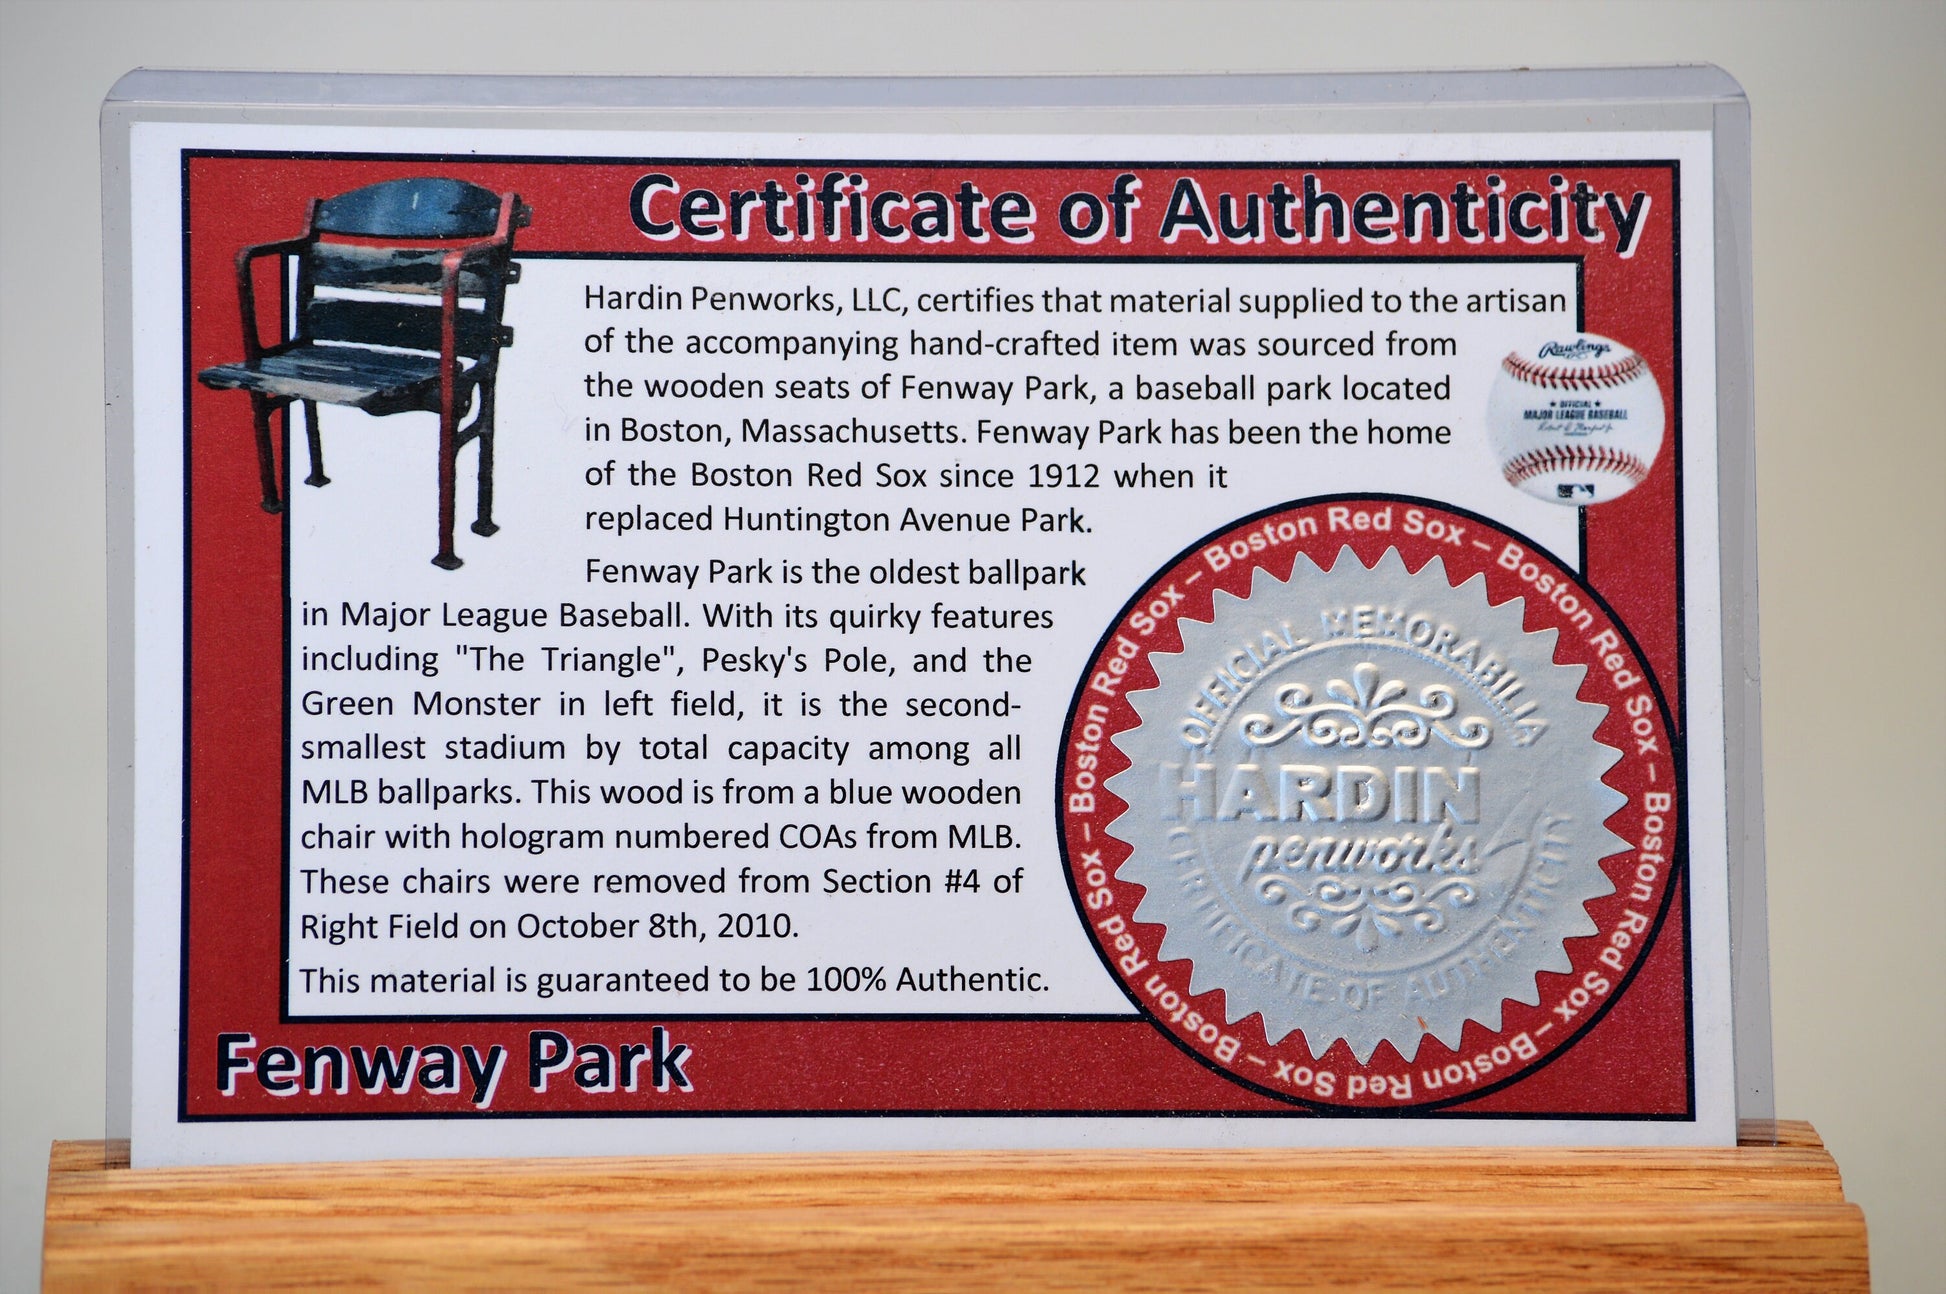 Certificate of Authenticity
Hardin Penworks, LLC, certifies that material supplied to the artisan
of the accompanying hand-crafted item was sourced from
the wooden seats of Fenway Park, a baseball park located
in Boston, Massachusetts. Fenway Park has been the home
of the Boston Red Sox since 1912 when it
replaced Huntington Avenue Park.
Fenway Park is the oldest ballpark
in Major League Baseball. With its quirky features
including "The Triangle", Pesky's Pole, and the
Green Monster in left field, it is the second-
smallest stadium by total capacity among all
MLB ballparks. This wood is from a blue wooden
chair with hologram numbered COAs from MLB.
These chairs were removed from Section #4 of
Right Field on October 8th, 2010.
This material is guaranteed to be 100% Authentic.
Fenway Park
Rawlings
★ OFFICIAL ★
MAJOR LEAGUE BASEBALL
Boston Red Sox – Boston Red Sox – Boston Red Sox – Boston Red Sox – Boston Red Sox – Boston Red Sox –
OFFICIAL MEMORABILIA
HARDIN
penworks
CERTIFICATE OF AUTHENTICITY